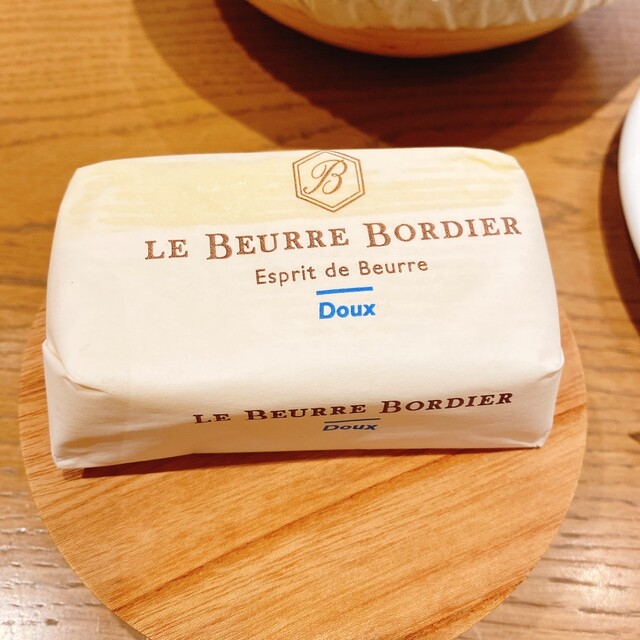 B
LE BEURRE BORDIER
Esprit de Beurre
Doux
LE BEURRE BORDIER
Doux